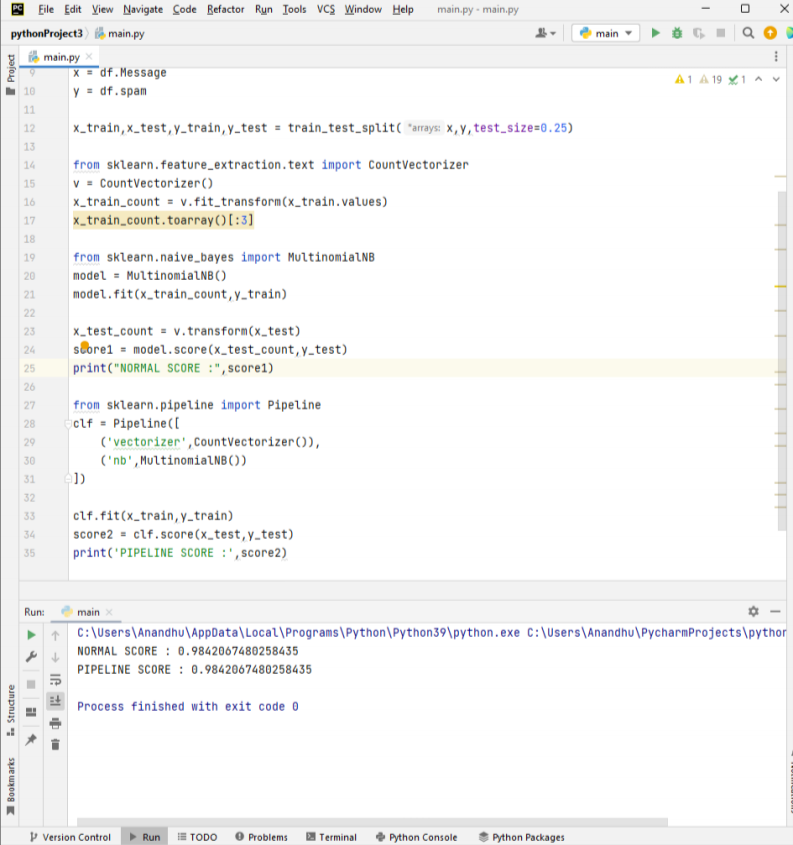 PC File Edit View Navigate Code Refactor Run Tools VCS Window Help main.py - main.py
pythonProject3 main.py main
Project main.py
9 x = df.Message
1 19 1
10 y = df.spam
11
12 x_train,x_test,y_train,y_test = train_test_split( *arrays: x,y,test_size=0.25)
13
14 from sklearn.feature_extraction.text import CountVectorizer
15 v = CountVectorizer()
16 x_train_count = v.fit_transform(x_train.values)
17 x_train_count.toarray()[:3]
18
19 from sklearn.naive_bayes import MultinomialNB
20 model = MultinomialNB()
21 model.fit(x_train_count,y_train)
22
23 x_test_count = v.transform(x_test)
24 score1 = model.score(x_test_count,y_test)
25 print("NORMAL SCORE :",score1)
26
27 from sklearn.pipeline import Pipeline
28 clf = Pipeline([
29 ('vectorizer',CountVectorizer()),
30 ('nb',MultinomialNB())
31 ])
32
33 clf.fit(x_train,y_train)
34 score2 = clf.score(x_test,y_test)
35 print('PIPELINE SCORE :',score2)
Run: main
C:\Users\Anandhu\AppData\Local\Programs\Python\Python39\python.exe C:\Users\Anandhu\PycharmProjects\python
NORMAL SCORE : 0.9842067480258435
PIPELINE SCORE : 0.9842067480258435
Process finished with exit code 0
Structure
Bookmarks
Version Control Run TODO Problems Terminal Python Console Python Packages